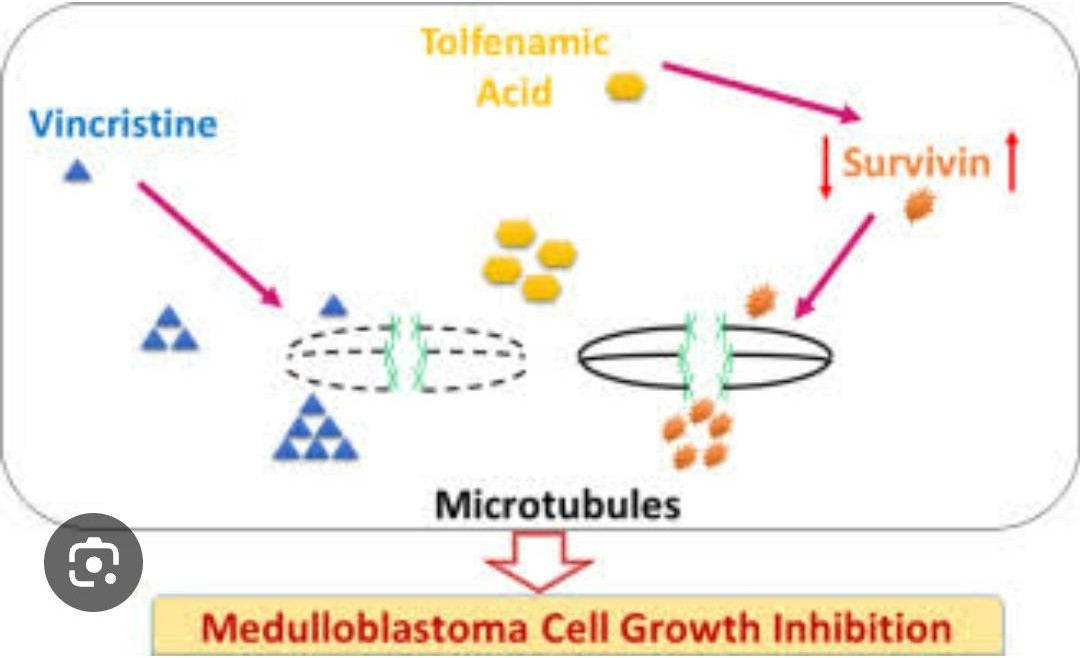 Tolfenamic
Acid
Vincristine
Survivin
Microtubules
Medulloblastoma Cell Growth Inhibition